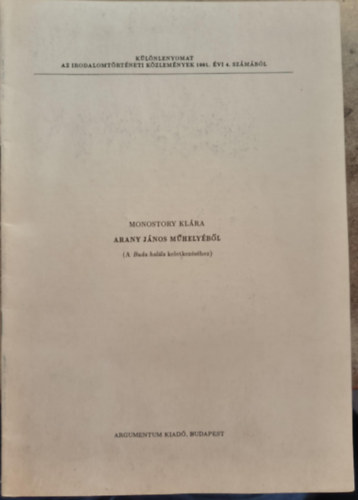 KÜLÖNLENYOMAT
AZ IRODALOMTÖRTÉNETI KÖZLEMÉNYEK 1991. ÉVI 4. SZÁMÁBÓL
MONOSTORY KLÁRA
ARANY JÁNOS MŰHELYÉBŐL
(A Buda halála keletkezéséhez)
ARGUMENTUM KIADÓ, BUDAPEST